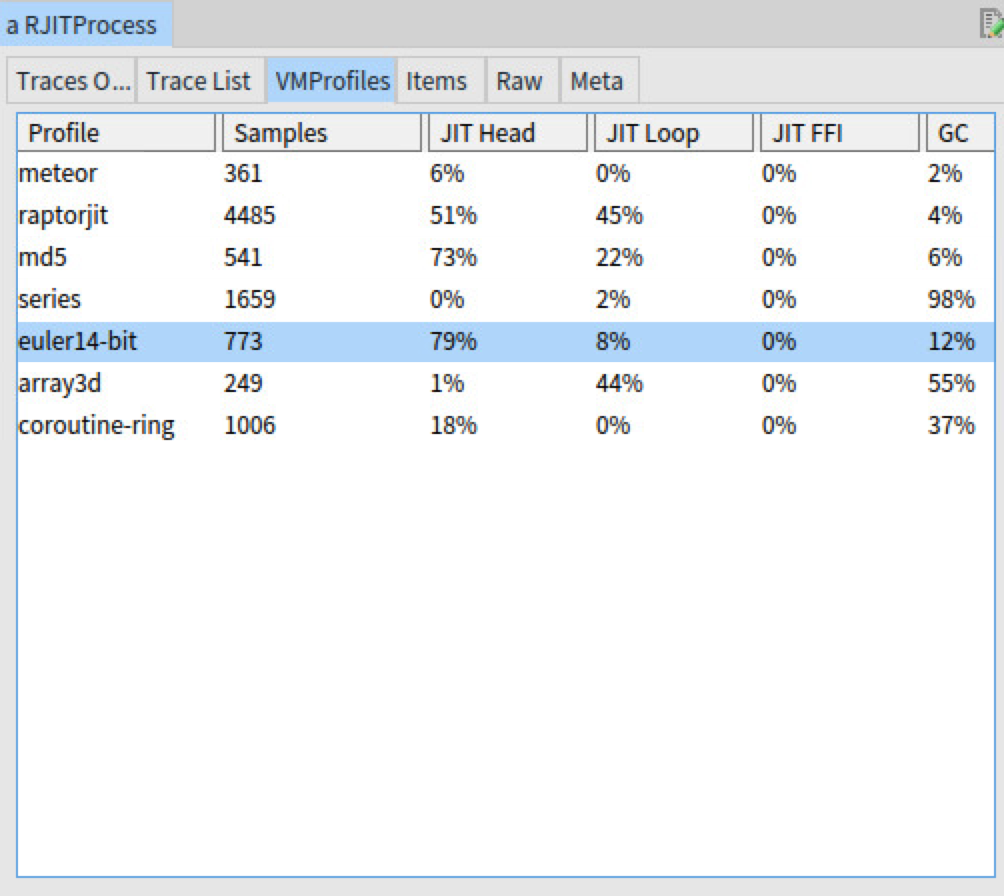 a RJITProcess
Traces O... Trace List VMProfiles Items Raw Meta
Profile Samples JIT Head JIT Loop JIT FFI GC
meteor 361 6% 0% 0% 2%
raptorjit 4485 51% 45% 0% 4%
md5 541 73% 22% 0% 6%
series 1659 0% 2% 0% 98%
euler14-bit 773 79% 8% 0% 12%
array3d 249 1% 44% 0% 55%
coroutine-ring 1006 18% 0% 0% 37%